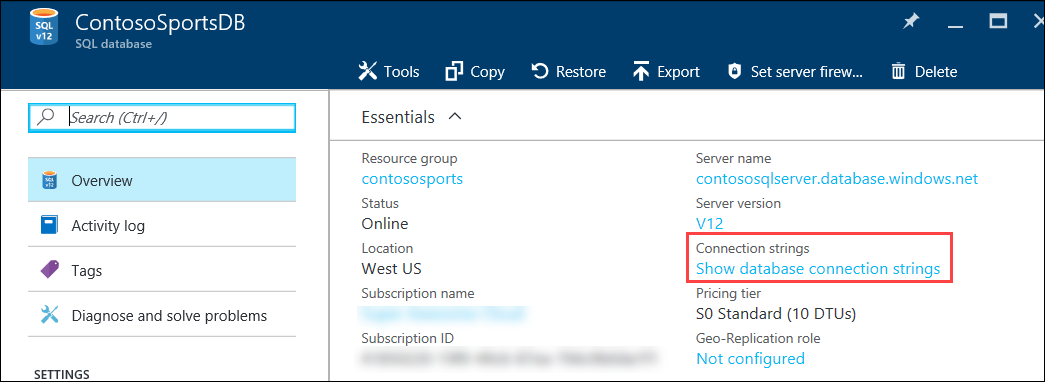 SQL
v12
ContosoSportsDB
SQL database
Tools
Copy
Restore
Export
Set server firew...
Delete
Search (Ctrl+/)
Overview
Activity log
Tags
Diagnose and solve problems
SETTINGS
Essentials
Resource group
contososports
Status
Online
Location
West US
Subscription name
Subscription ID
Server name
contososqlserver.database.windows.net
Server version
V12
Connection strings
Show database connection strings
Pricing tier
S0 Standard (10 DTUs)
Geo-Replication role
Not configured